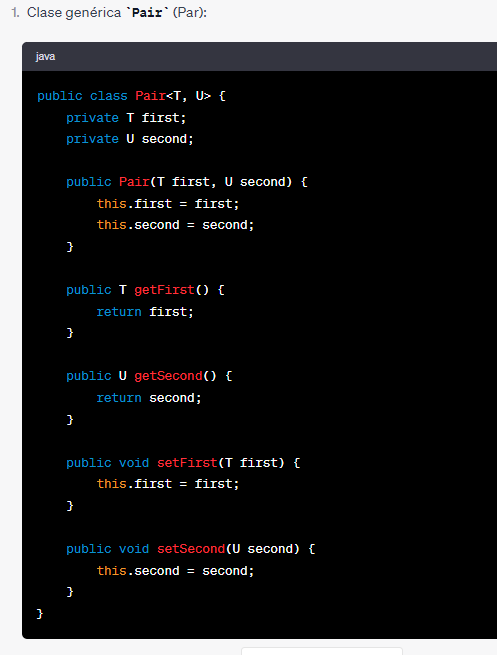 1. Clase genérica `Pair` (Par):
java
public class Pair<T, U> {
    private T first;
    private U second;

    public Pair(T first, U second) {
        this.first = first;
        this.second = second;
    }

    public T getFirst() {
        return first;
    }

    public U getSecond() {
        return second;
    }

    public void setFirst(T first) {
        this.first = first;
    }

    public void setSecond(U second) {
        this.second = second;
    }
}